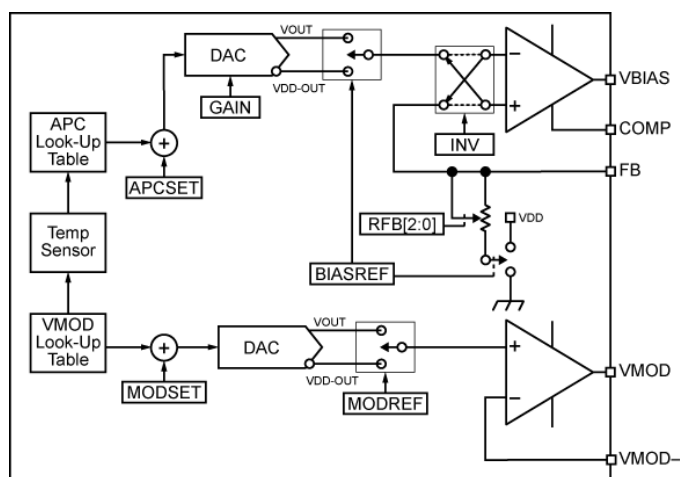 VOUT
DAC
VDD-OUT
GAIN
APC
Look-Up
Table
APCSET
Temp
Sensor
VMOD
Look-Up
Table
MODSET
INV
VBIAS
COMP
FB
RFB[2:0]
VDD
BIASREF
VOUT
DAC
VDD-OUT
MODREF
VMOD
VMOD–
+
+
–
+
+
–